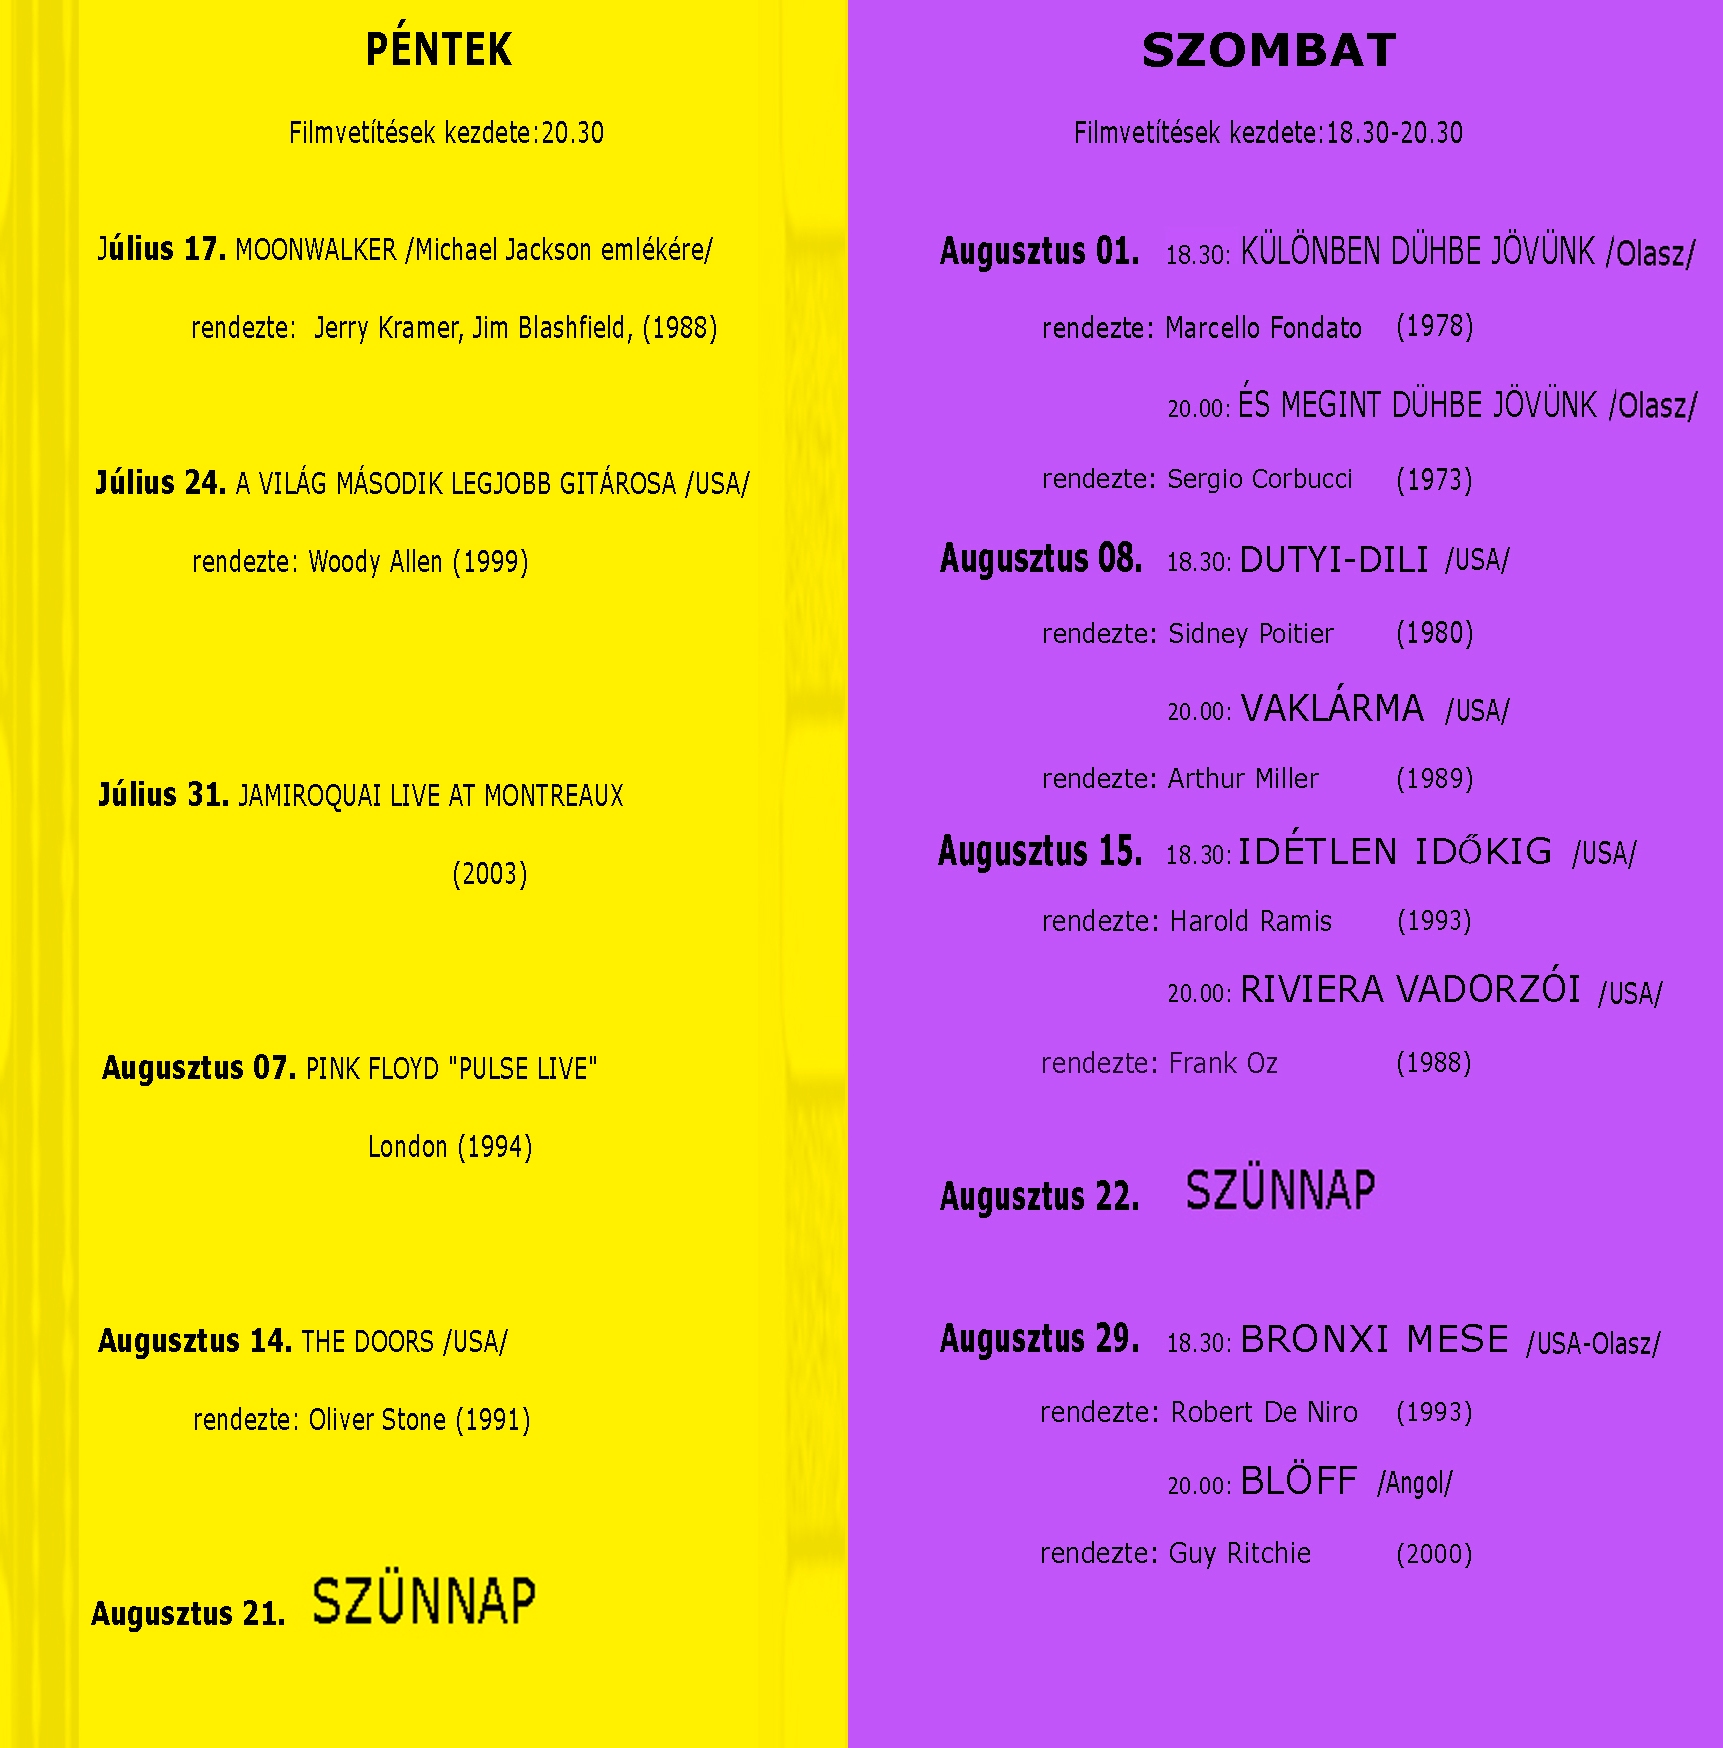 PÉNTEK
Filmvetítések kezdete:20.30
Július 17. MOONWALKER /Michael Jackson emlékére/
rendezte: Jerry Kramer, Jim Blashfield, (1988)
Július 24. A VILÁG MÁSODIK LEGJOBB GITÁROSA /USA/
rendezte: Woody Allen (1999)
Július 31. JAMIROQUAI LIVE AT MONTREAUX
(2003)
Augusztus 07. PINK FLOYD "PULSE LIVE"
London (1994)
Augusztus 14. THE DOORS /USA/
rendezte: Oliver Stone (1991)
Augusztus 21. SZÜNNAP
SZOMBAT
Filmvetítések kezdete:18.30-20.30
Augusztus 01. 18.30: KÜLÖNBEN DÜHBE JÖVÜNK /Olasz/
rendezte: Marcello Fondato (1978)
20.00: ÉS MEGINT DÜHBE JÖVÜNK /Olasz/
rendezte: Sergio Corbucci (1973)
Augusztus 08. 18.30: DUTYI-DILI /USA/
rendezte: Sidney Poitier (1980)
20.00: VAKLÁRMA /USA/
rendezte: Arthur Miller (1989)
Augusztus 15. 18.30: IDÉTLEN IDŐKIG /USA/
rendezte: Harold Ramis (1993)
20.00: RIVIERA VADORZÓI /USA/
rendezte: Frank Oz (1988)
Augusztus 22. SZÜNNAP
Augusztus 29. 18.30: BRONXI MESE /USA-Olasz/
rendezte: Robert De Niro (1993)
20.00: BLÖFF /Angol/
rendezte: Guy Ritchie (2000)